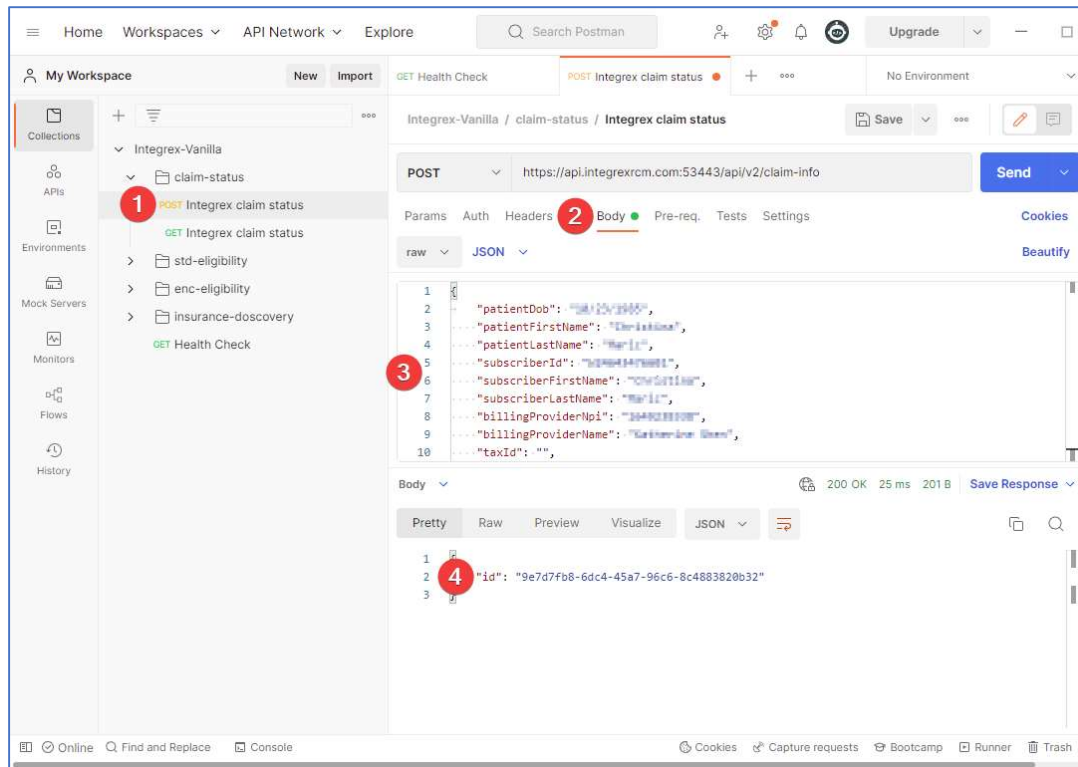 Home Workspaces API Network Explore Search Postman Upgrade
My Workspace New Import GET Health Check POST Integrex claim status No Environment
Collections
APIs
Environments
Mock Servers
Monitors
Flows
History
Integrex-Vanilla
claim-status
1 POST Integrex claim status
GET Integrex claim status
std-eligibility
enc-eligibility
insurance-doscovery
GET Health Check
Integrex-Vanilla / claim-status / Integrex claim status Save
POST https://api.integrexrcm.com:53443/api/v2/claim-info Send
Params Auth Headers 2 Body Pre-req. Tests Settings Cookies
raw JSON Beautify
1 {
2 "patientDob":
3 "patientFirstName":
4 "patientLastName":
3
5 "subscriberId":
6 "subscriberFirstName":
7 "subscriberLastName":
8 "billingProviderNpi":
9 "billingProviderName":
10 "taxId": "",
Body 200 OK 25 ms 201 B Save Response
Pretty Raw Preview Visualize JSON
1 {
2 4 "id": "9e7d7fb8-6dc4-45a7-96c6-8c4883820b32"
3 }
Online Find and Replace Console Cookies Capture requests Bootcamp Runner Trash